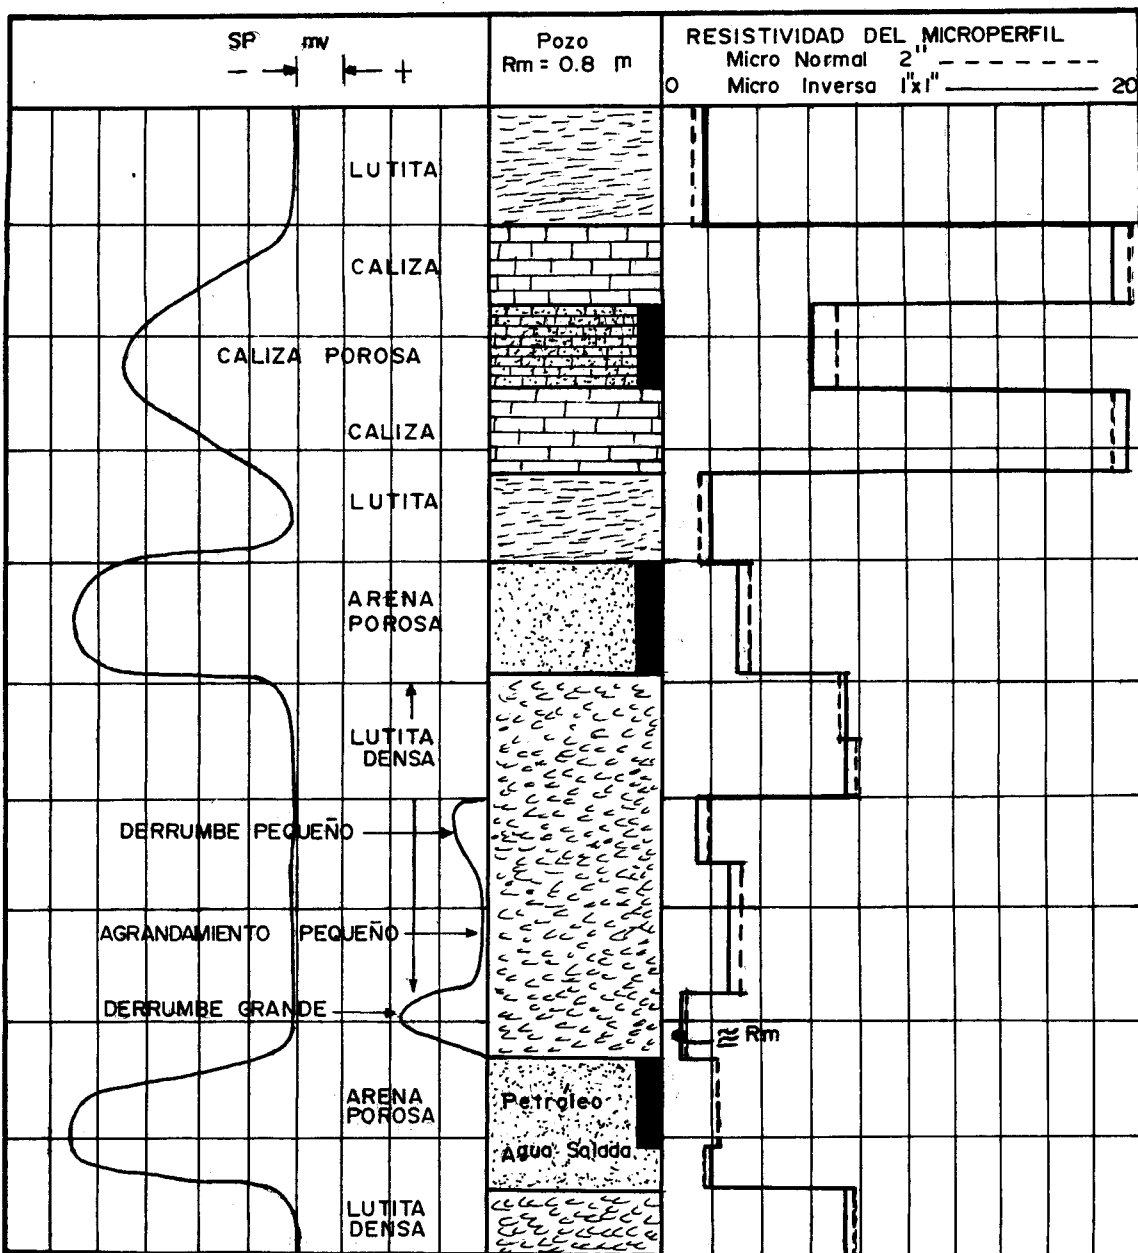 SP mv
- +
Pozo
Rm = 0.8 m
RESISTIVIDAD DEL MICROPERFIL
Micro Normal 2"
0 Micro Inversa 1"x1" 20
LUTITA
CALIZA
CALIZA POROSA
CALIZA
LUTITA
ARENA
POROSA
LUTITA
DENSA
DERRUMBE PEQUEÑO
AGRANDAMIENTO PEQUEÑO
DERRUMBE GRANDE
≅ Rm
ARENA
POROSA
Petroleo
Agua Salada
LUTITA
DENSA